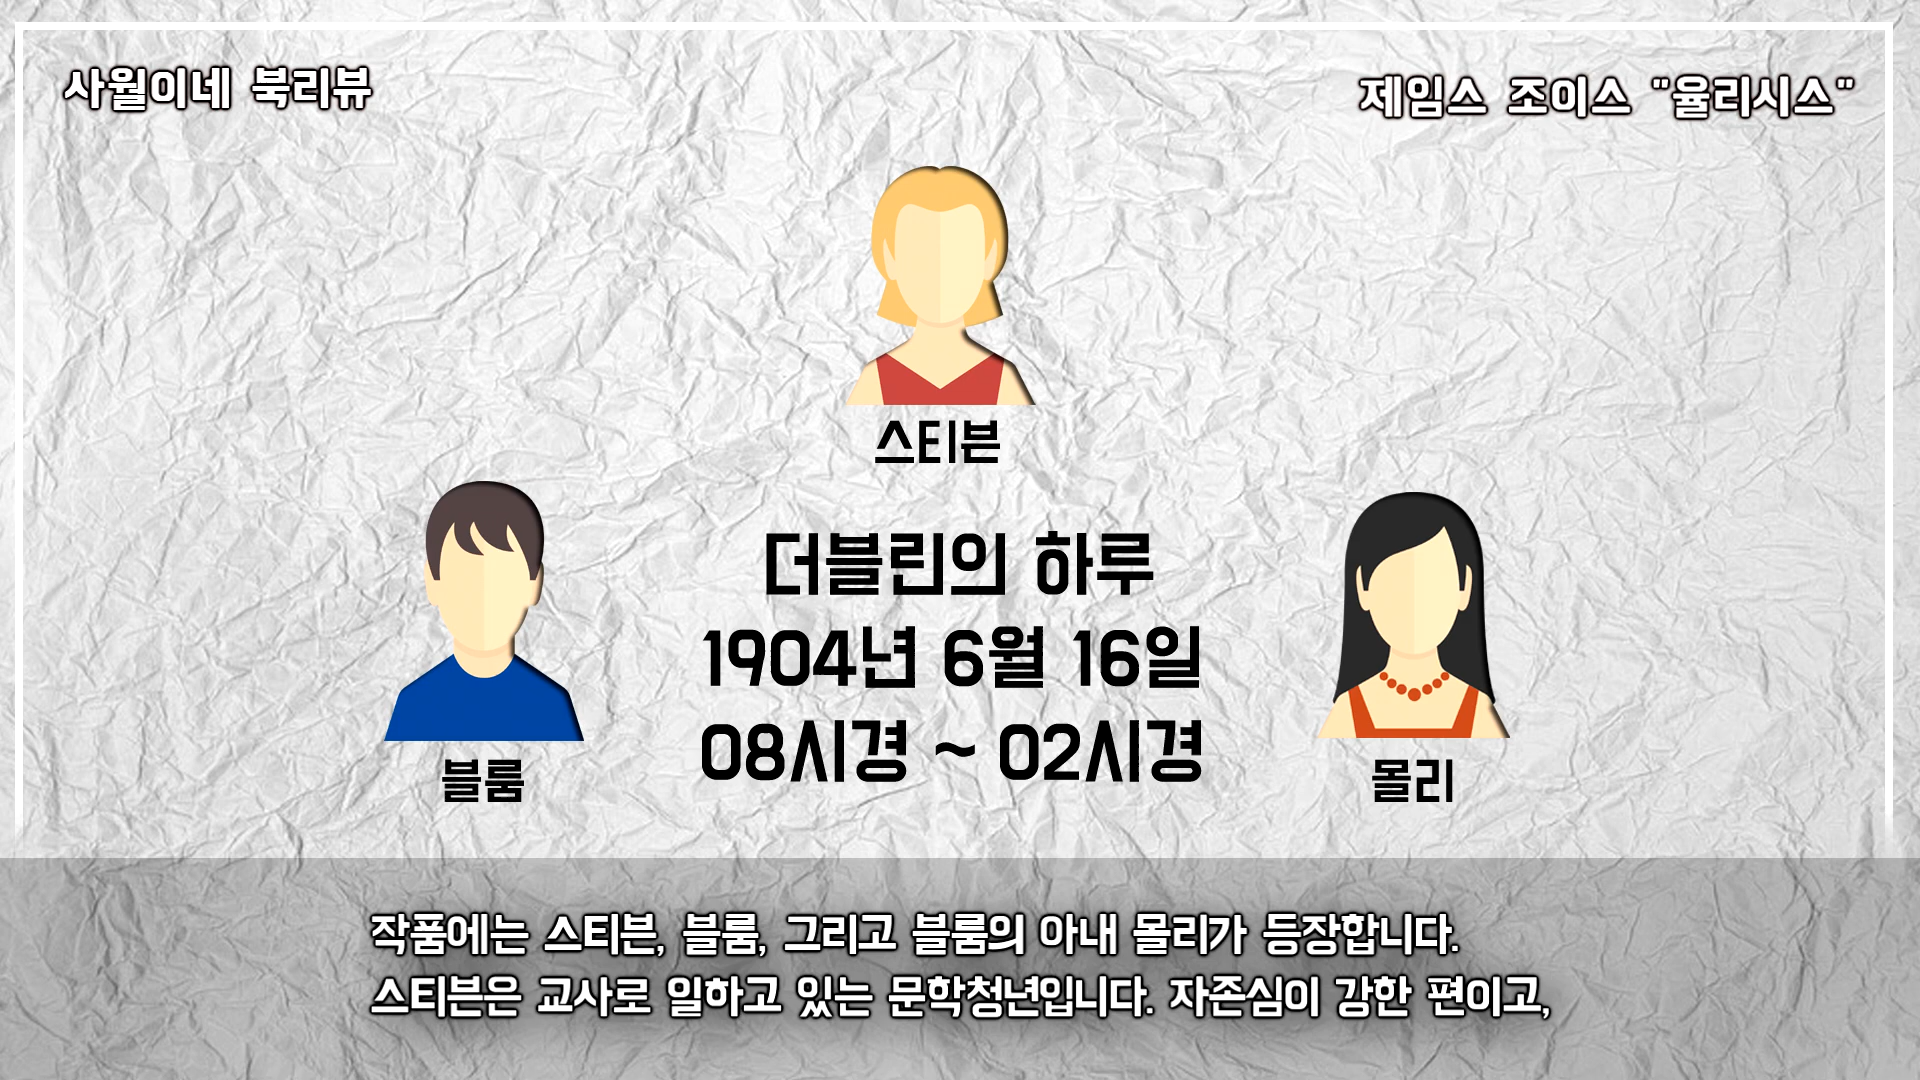 사월이네 북리뷰
제임스 조이스 "율리시스"
스티븐
블룸
더블린의 하루
1904년 6월 16일
08시경 ~ 02시경
몰리
작품에는 스티븐, 블룸, 그리고 블룸의 아내 몰리가 등장합니다.
스티븐은 교사로 일하고 있는 문학청년입니다. 자존심이 강한 편이고,